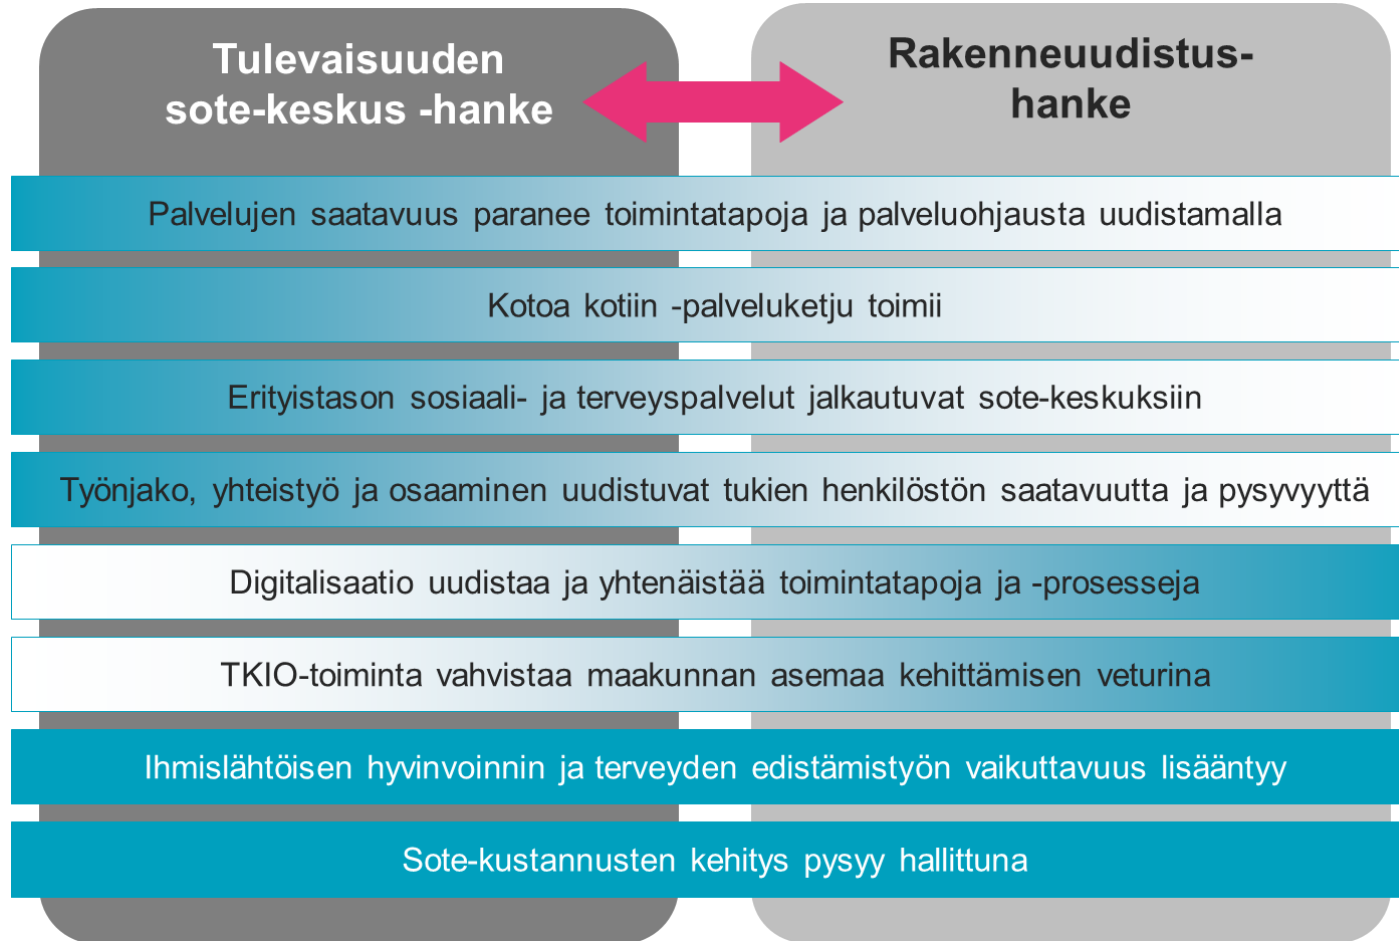 Tulevaisuuden
sote-keskus -hanke
Rakenneuudistus-
hanke
Palvelujen saatavuus paranee toimintatapoja ja palveluohjausta uudistamalla
Kotoa kotiin -palveluketju toimii
Erityistason sosiaali- ja terveyspalvelut jalkautuvat sote-keskuksiin
Työnjako, yhteistyö ja osaaminen uudistuvat tukien henkilöstön saatavuutta ja pysyvyyttä
Digitalisaatio uudistaa ja yhtenäistää toimintatapoja ja -prosesseja
TKIO-toiminta vahvistaa maakunnan asemaa kehittämisen veturina
Ihmislähtöisen hyvinvoinnin ja terveyden edistämistyön vaikuttavuus lisääntyy
Sote-kustannusten kehitys pysyy hallittuna